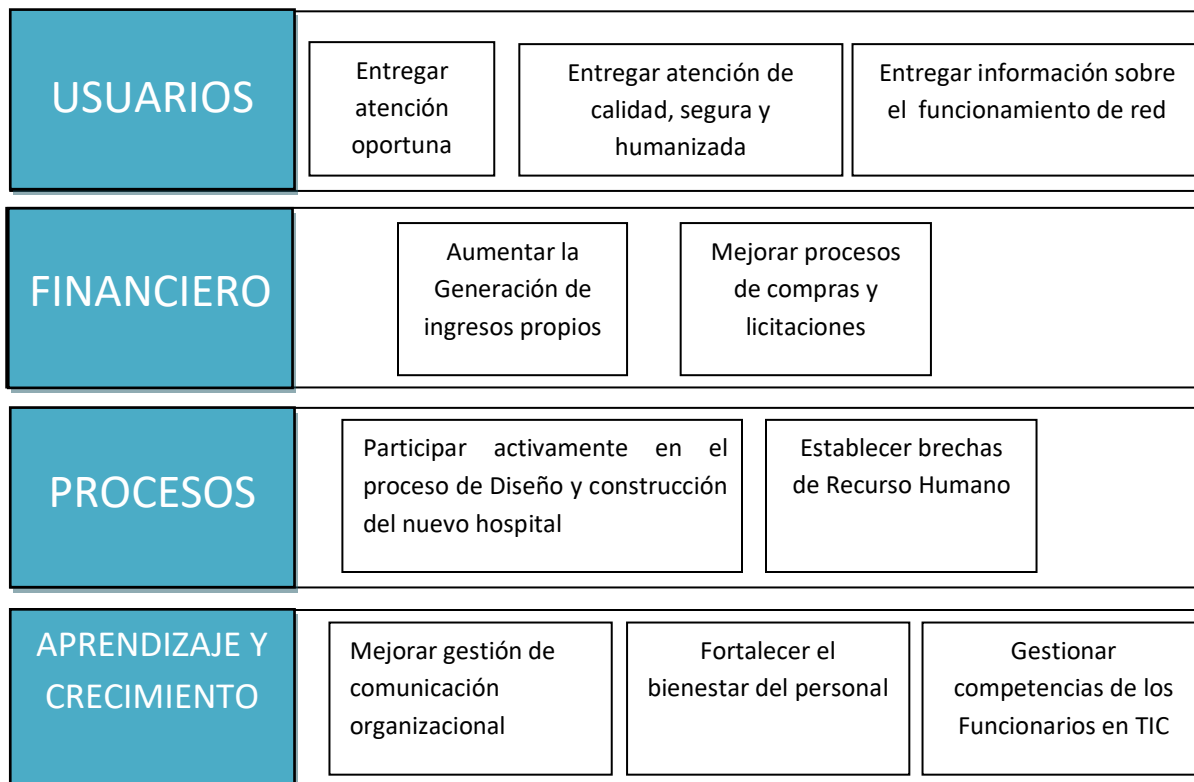 USUARIOS
Entregar
atención
oportuna
Entregar atención de
calidad, segura y
humanizada
Entregar información sobre
el funcionamiento de red
FINANCIERO
Aumentar la
Generación de
ingresos propios
Mejorar procesos
de compras y
licitaciones
PROCESOS
Participar activamente en el
proceso de Diseño y construcción
del nuevo hospital
Establecer brechas
de Recurso Humano
APRENDIZAJE Y
CRECIMIENTO
Mejorar gestión de
comunicación
organizacional
Fortalecer el
bienestar del personal
Gestionar
competencias de los
Funcionarios en TIC